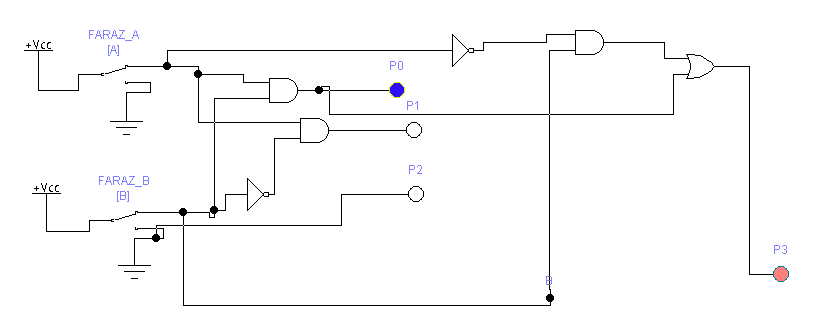 FARAZ_A
[A]
+Vcc
P0
P1
P2
FARAZ_B
[B]
+Vcc
P3
B